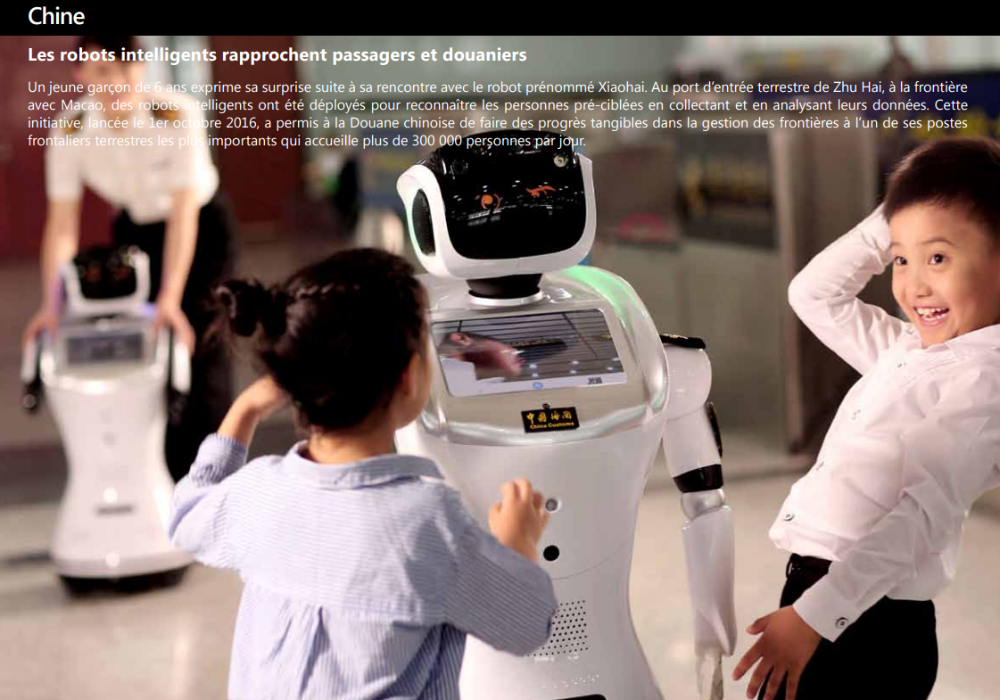 Chine
Les robots intelligents rapprochent passagers et douaniers
Un jeune garçon de 6 ans exprime sa surprise suite à sa rencontre avec le robot prénommé Xiaohai. Au port d’entrée terrestre de Zhu Hai, à la frontière
avec Macao, des robots intelligents ont été déployés pour reconnaître les personnes pré-ciblées en collectant et en analysant leurs données. Cette
initiative, lancée le 1er octobre 2016, a permis à la Douane chinoise de faire des progrès tangibles dans la gestion des frontières à l’un de ses postes
frontaliers terrestres les plus importants qui accueille plus de 300 000 personnes par jour.
中国海关
China Customs